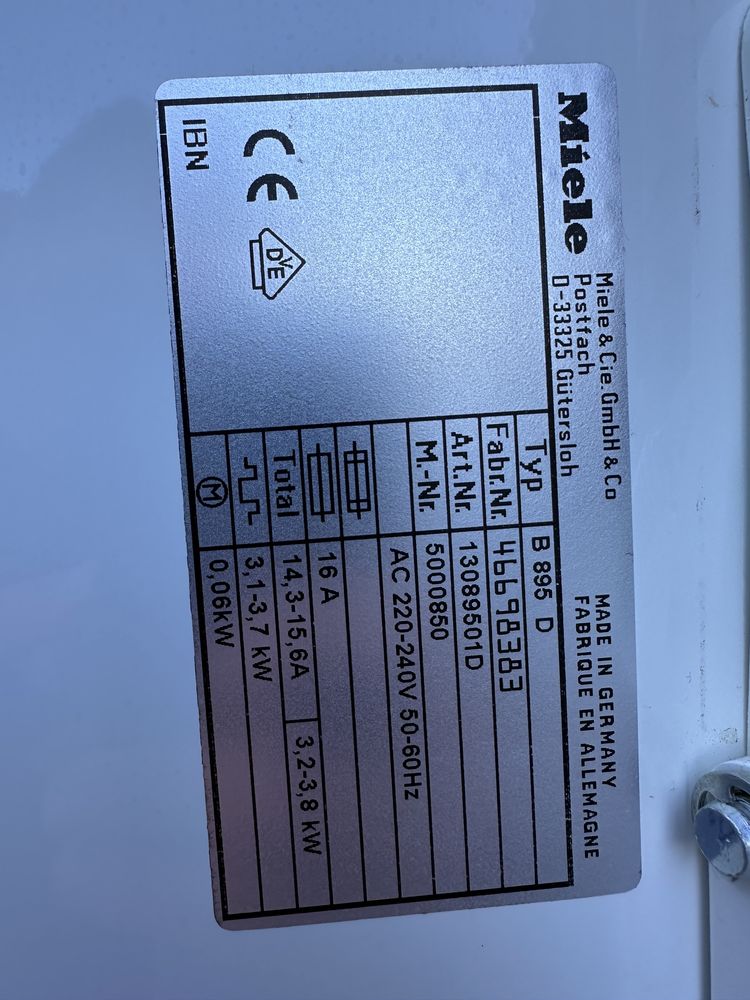 Miele
Miele & Cie. GmbH & Co
Postfach
D-33325 Gütersloh
MADE IN GERMANY
FABRIQUE EN ALLEMAGNE
Typ B 895 D
Fabr.Nr. 46698383
Art.Nr. 13089501D
M.-Nr. 5000850
AC 220-240V 50-60Hz
16 A
Total 14,3-15,6A 3,2-3,8 kW
3,1-3,7 kW
M 0,06kW
CE
DVE
IBN